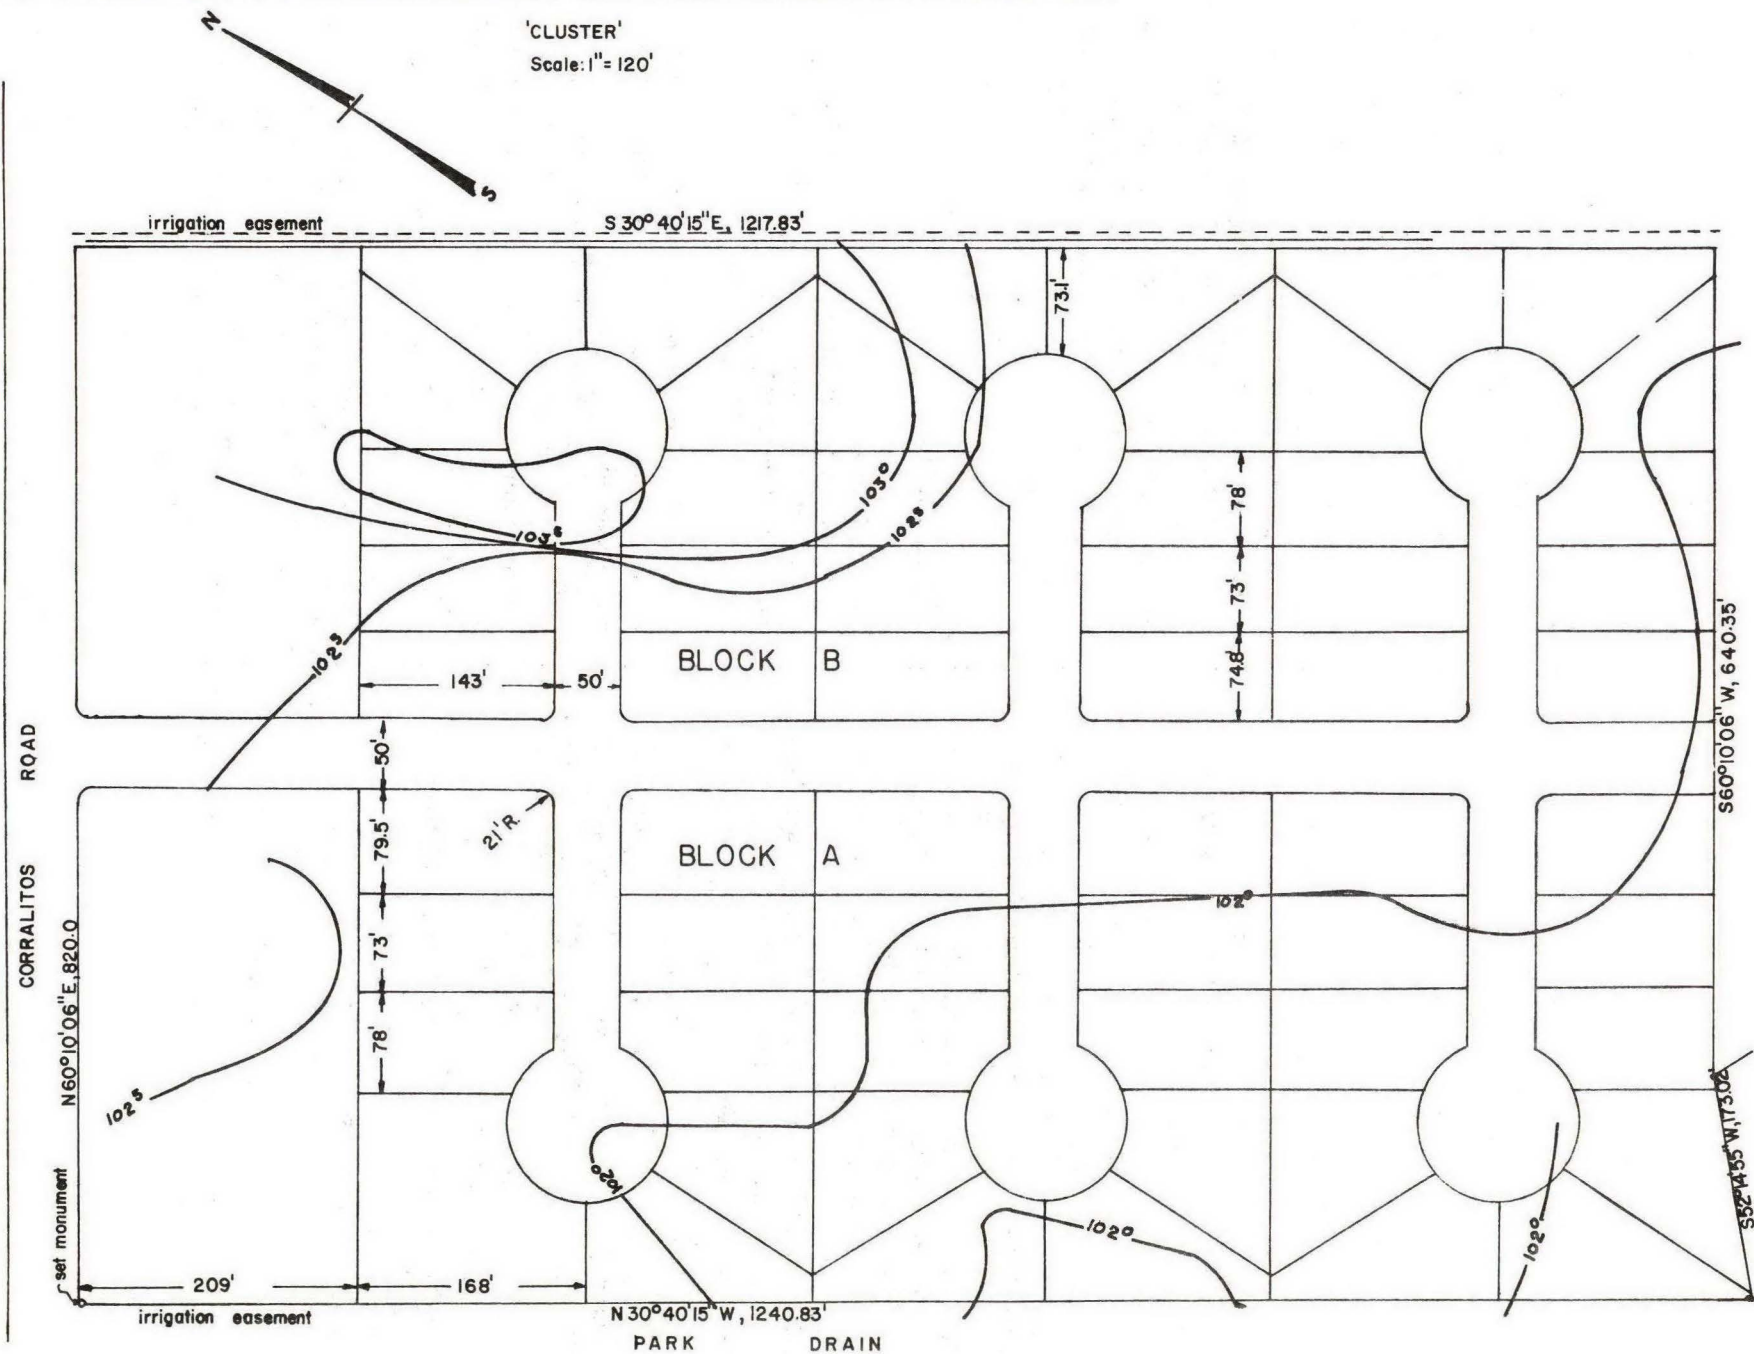 N
S
'CLUSTER'
Scale: 1" = 120'
irrigation easement
S 30° 40' 15" E, 1217.83'
73.1'
103⁰
102⁵
103⁵
78'
73'
74.8'
102⁵
BLOCK B
143'
50'
S60°10'06" W, 640.35'
CORRALITOS ROAD
50'
79.5'
21' R.
BLOCK A
102⁰
73'
78'
N60°10'06"E, 820.0
102⁵
102⁰
102⁰
102⁰
S52°14'55" W, 173.02'
set monument
209'
168'
irrigation easement
N 30° 40' 15" W, 1240.83'
PARK DRAIN